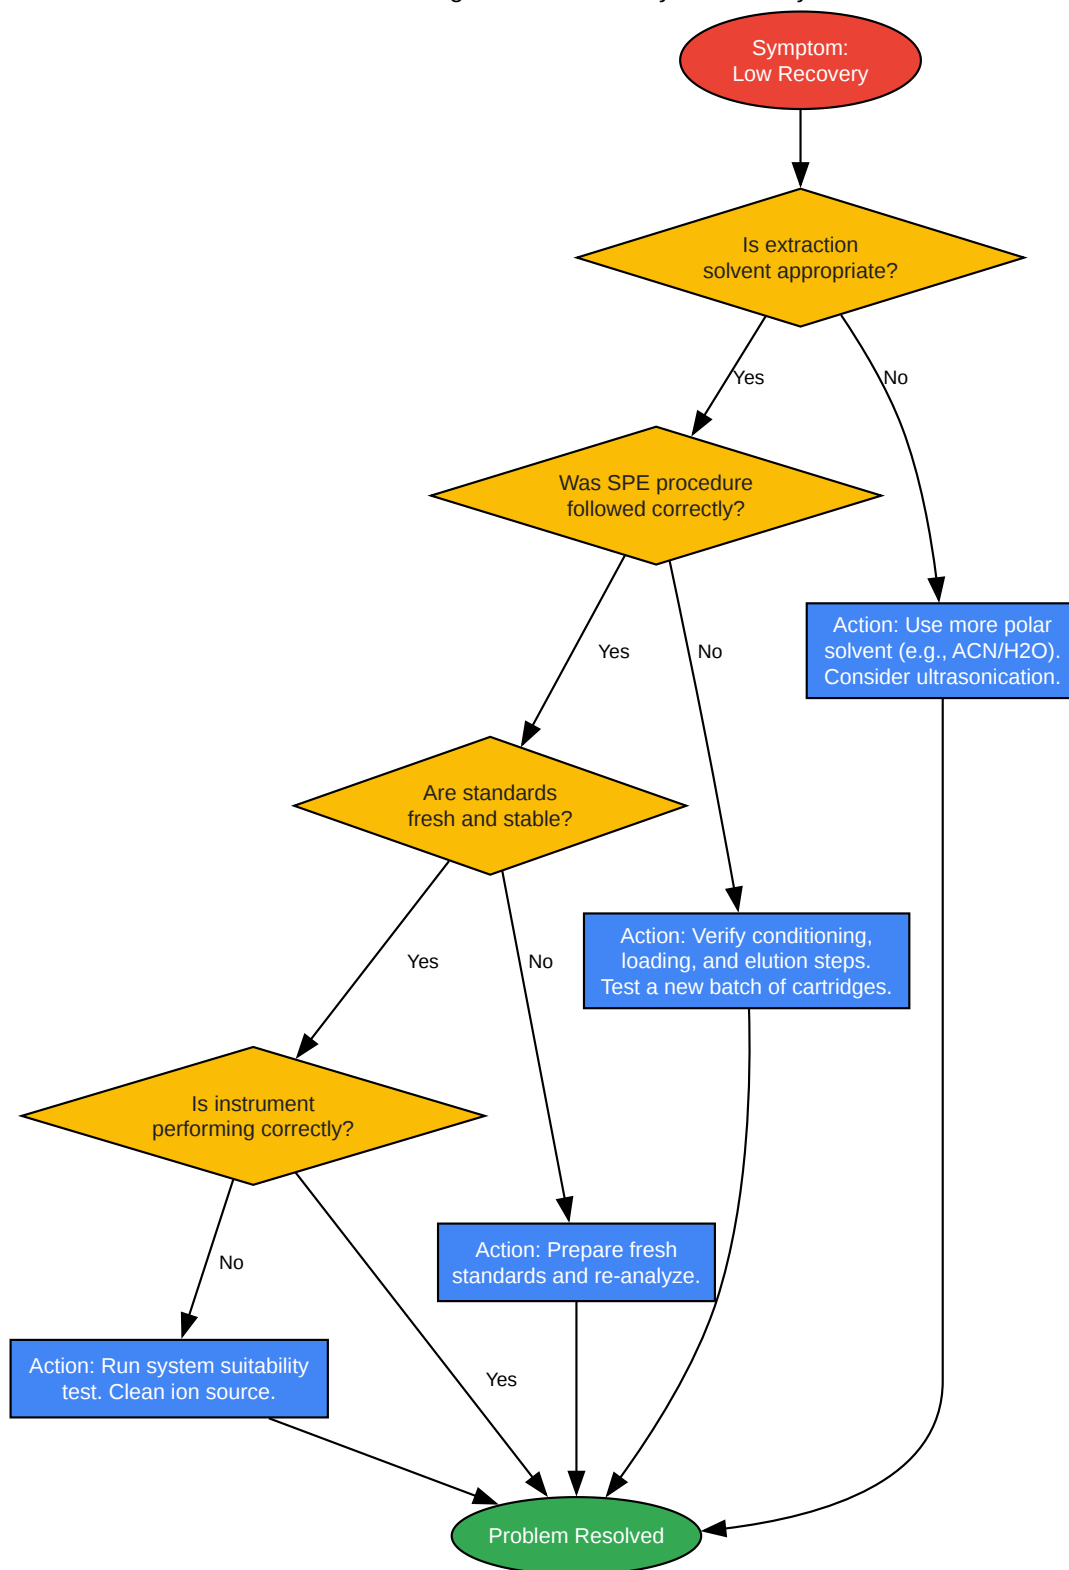 Symptom:
Low Recovery
Is extraction
solvent appropriate?
Yes
No
Was SPE procedure
followed correctly?
Action: Use more polar
solvent (e.g., ACN/H2O).
Consider ultrasonication.
Yes
No
Are standards
fresh and stable?
Action: Verify conditioning,
loading, and elution steps.
Test a new batch of cartridges.
Yes
No
Is instrument
performing correctly?
Action: Prepare fresh
standards and re-analyze.
No
Action: Run system suitability
test. Clean ion source.
Yes
Problem Resolved